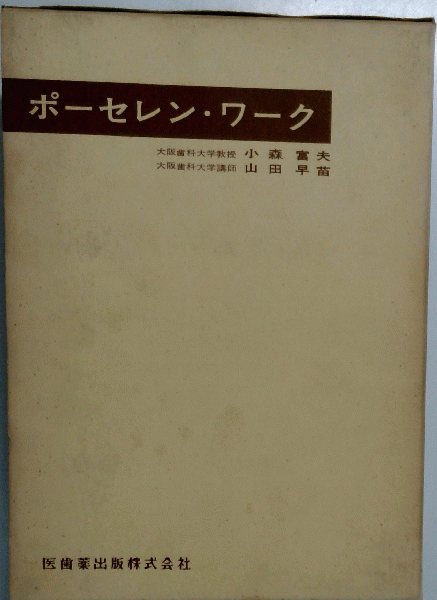 ポーセレン・ワーク
大阪歯科大学教授 小森富夫
大阪歯科大学講師 山田早苗
医歯薬出版株式会社